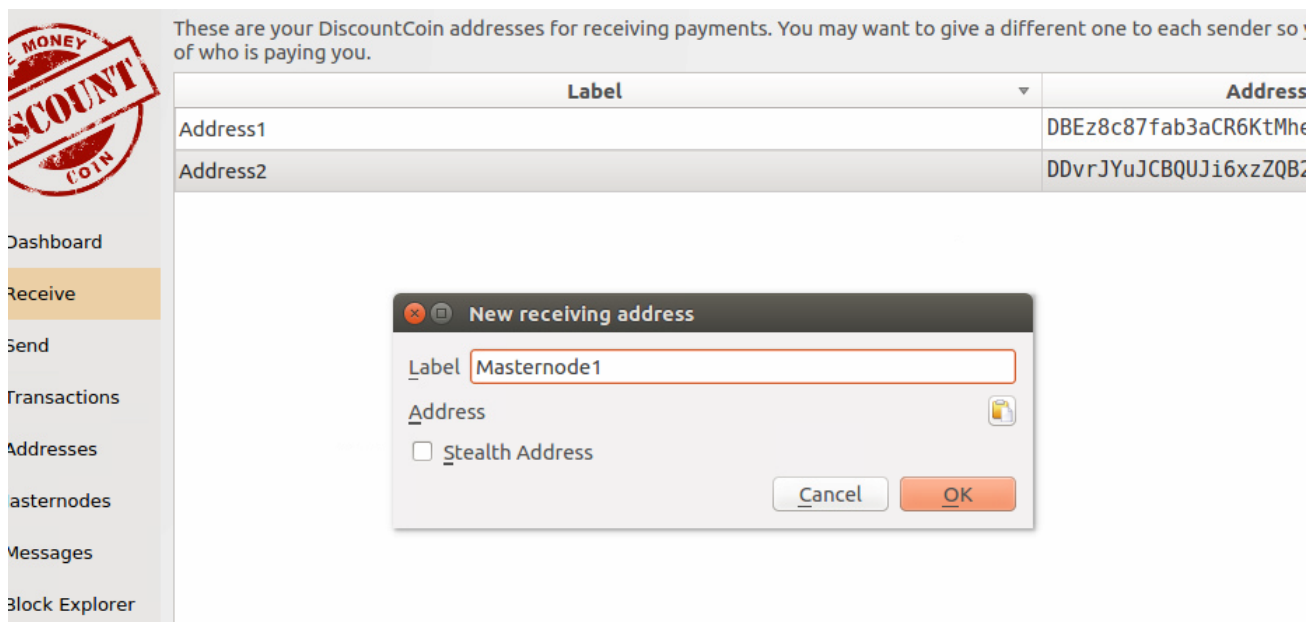 These are your DiscountCoin addresses for receiving payments. You may want to give a different one to each sender so
of who is paying you.
MONEY
COIN
Label
Address
Address1
DBEz8c87fab3aCR6KtMhe
Address2
DDvrJYuJCBQUJi6xzZQB2
Dashboard
Receive
Send
Transactions
Addresses
asternodes
Messages
Block Explorer
New receiving address
Label Masternode1
Address
Stealth Address
Cancel
OK